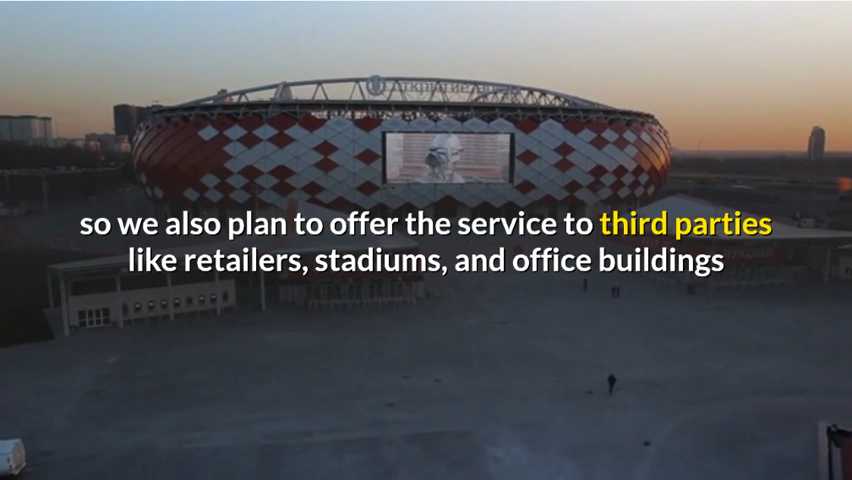 so we also plan to offer the service to third parties
like retailers, stadiums, and office buildings